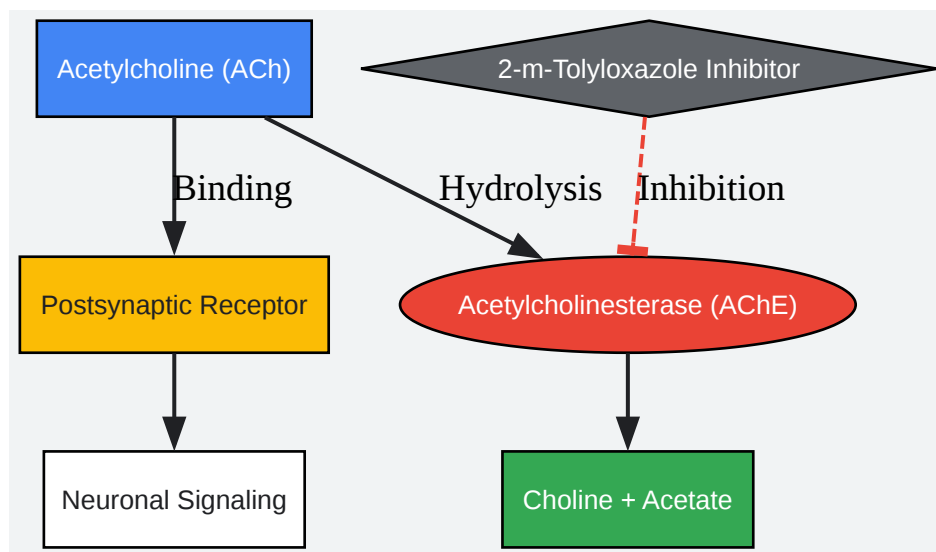 Acetylcholine (ACh)
2-m-Tolyloxazole Inhibitor
Binding
Hydrolysis
Inhibition
Postsynaptic Receptor
Acetylcholinesterase (AChE)
Neuronal Signaling
Choline + Acetate